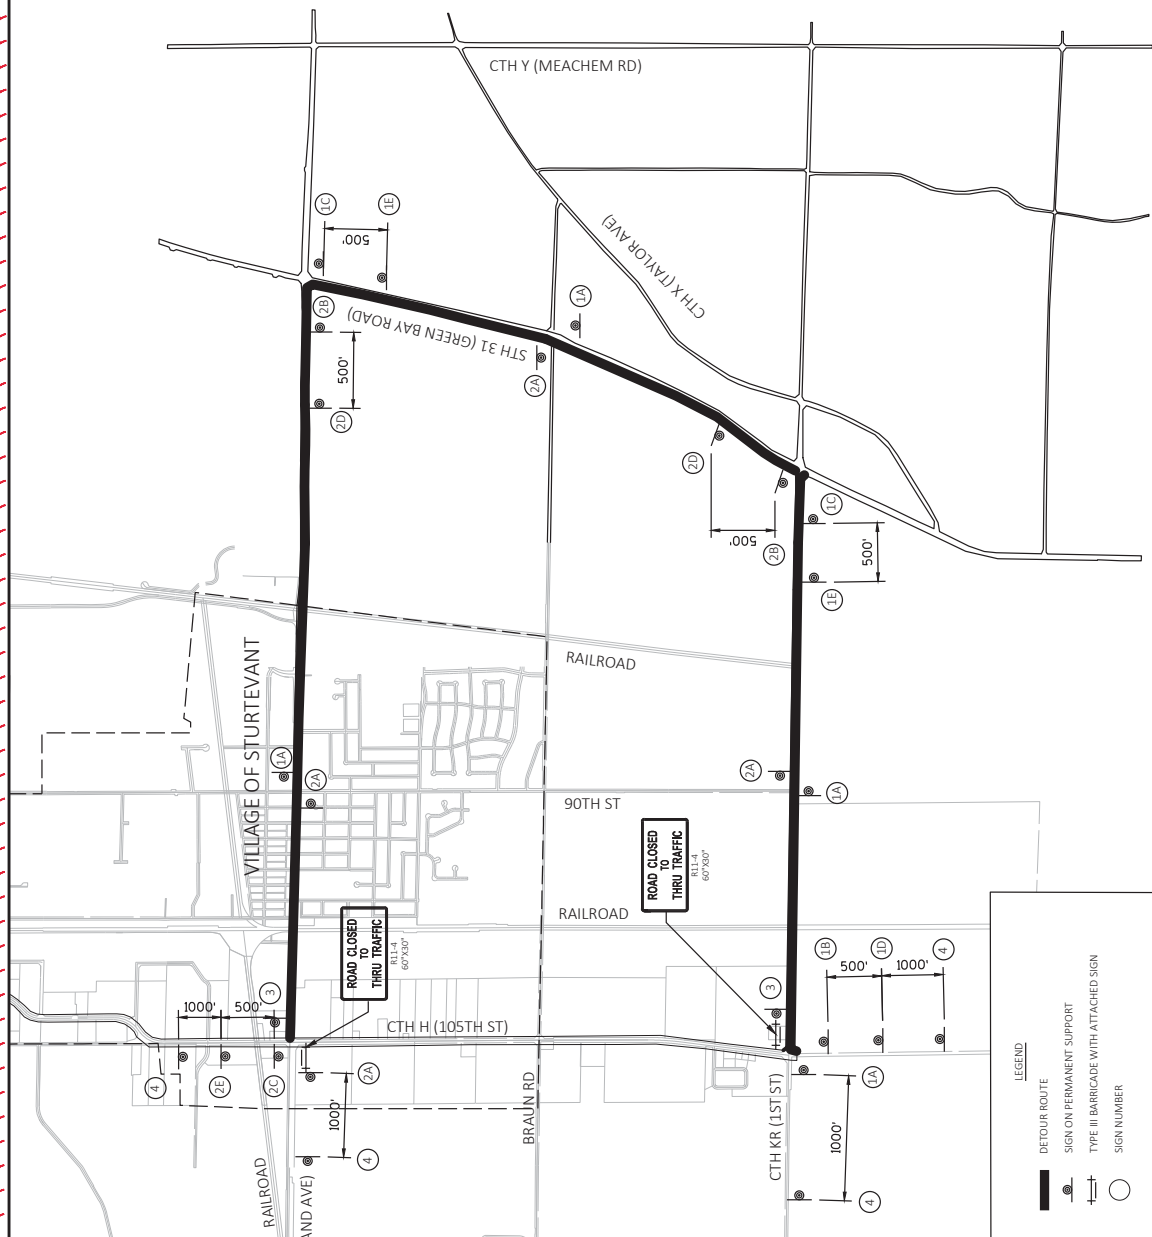 CTH Y (MEACHEM RD)
1C
1E
500'
CTH X (TAYLOR AVE)
1A
2B
STH 31 (GREEN BAY ROAD)
500'
2A
2D
2D
1C
500'
2B
500'
1E
VILLAGE OF STURTEVANT
RAILROAD
1A
2A
2A
1A
90TH ST
ROAD CLOSED
TO
THRU TRAFFIC
R11-4
60"X30"
ROAD CLOSED
TO
THRU TRAFFIC
R11-4
60"X30"
RAILROAD
1B
1D
4
500'
1000'
3
3
1000'
500'
CTH H (105TH ST)
4
2E
2C
2A
1000'
4
BRAUN RD
CTH KR (1ST ST)
1A
1000'
4
RAILROAD
AND AVE)
LEGEND
DETOUR ROUTE
SIGN ON PERMANENT SUPPORT
TYPE III BARRICADE WITH ATTACHED SIGN
SIGN NUMBER